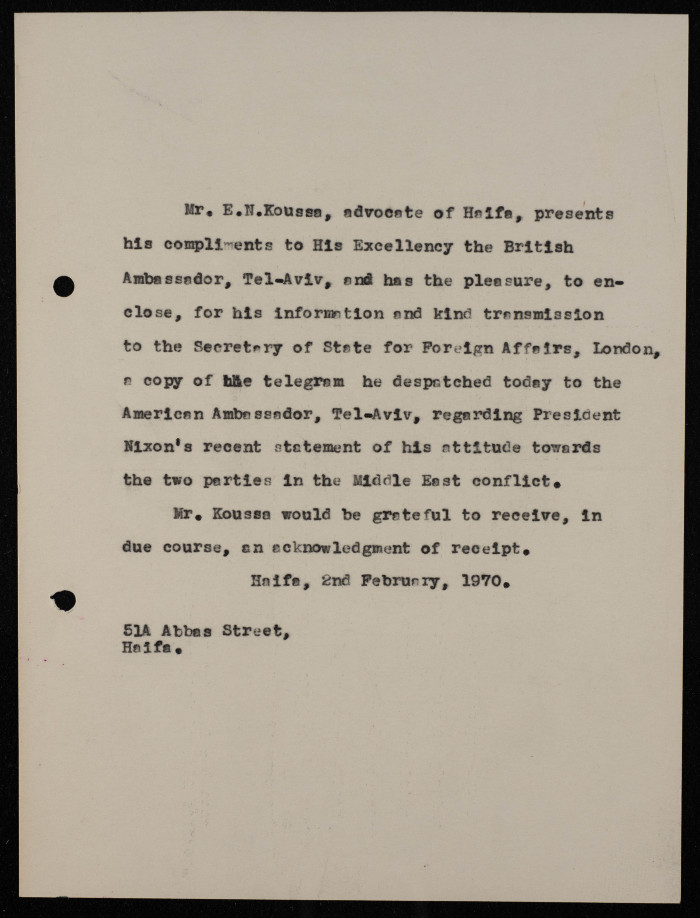 Mr. E.N.Koussa, advocate of Haifa, presents
his compliments to His Excellency the British
Ambassador, Tel-Aviv, and has the pleasure, to en-
close, for his information and kind transmission
to the Secretary of State for Foreign Affairs, London,
a copy of the telegram he despatched today to the
American Ambassador, Tel-Aviv, regarding President
Nixon's recent statement of his attitude towards
the two parties in the Middle East conflict.
Mr. Koussa would be grateful to receive, in
due course, an acknowledgment of receipt.
Haifa, 2nd February, 1970.
51A Abbas Street,
Haifa.